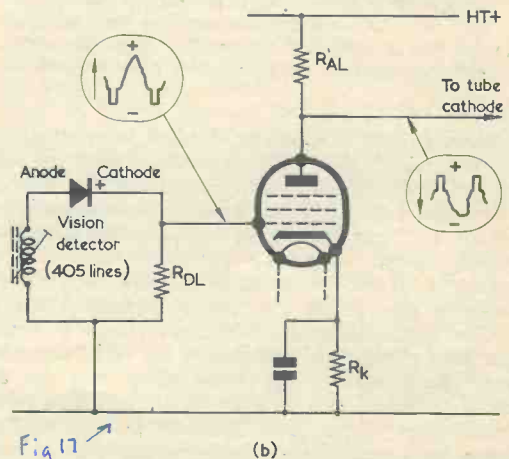 HT+
R'AL
To tube
cathode
+
−
+
−
Anode
+
Cathode
Vision
detector
(405 lines)
RDL
Rk
Fig 17
(b)